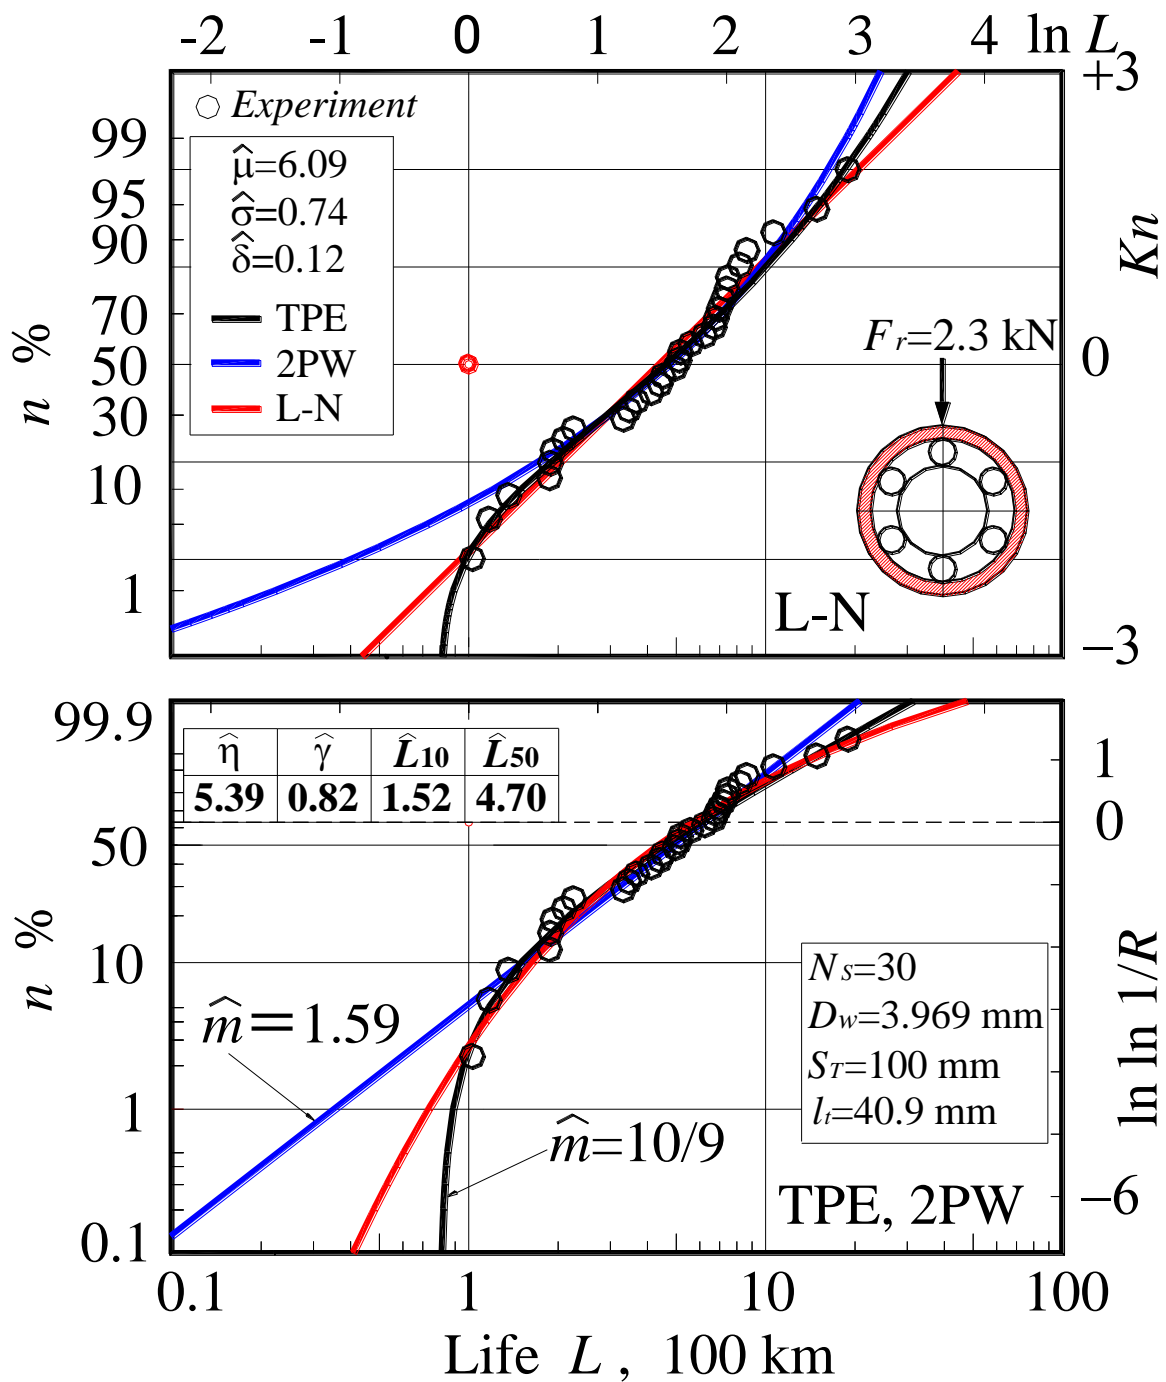 -2 -1 0 1 2 3 4 ln L
+3
Experiment
99
μ̂=6.09
95
σ̂=0.74
90
δ̂=0.12
Kn
70
TPE
n %
50
2PW
F r=2.3 kN
0
30
L-N
10
1
L-N
−3
99.9
η̂ γ̂ L̂10 L̂50
5.39 0.82 1.52 4.70
1
0
50
n %
10
NS=30
m̂=1.59
Dw=3.969 mm
ST=100 mm
lt=40.9 mm
ln ln 1/R
1
m̂=10/9
TPE, 2PW
−6
0.1
0.1 1 10 100
Life L , 100 km